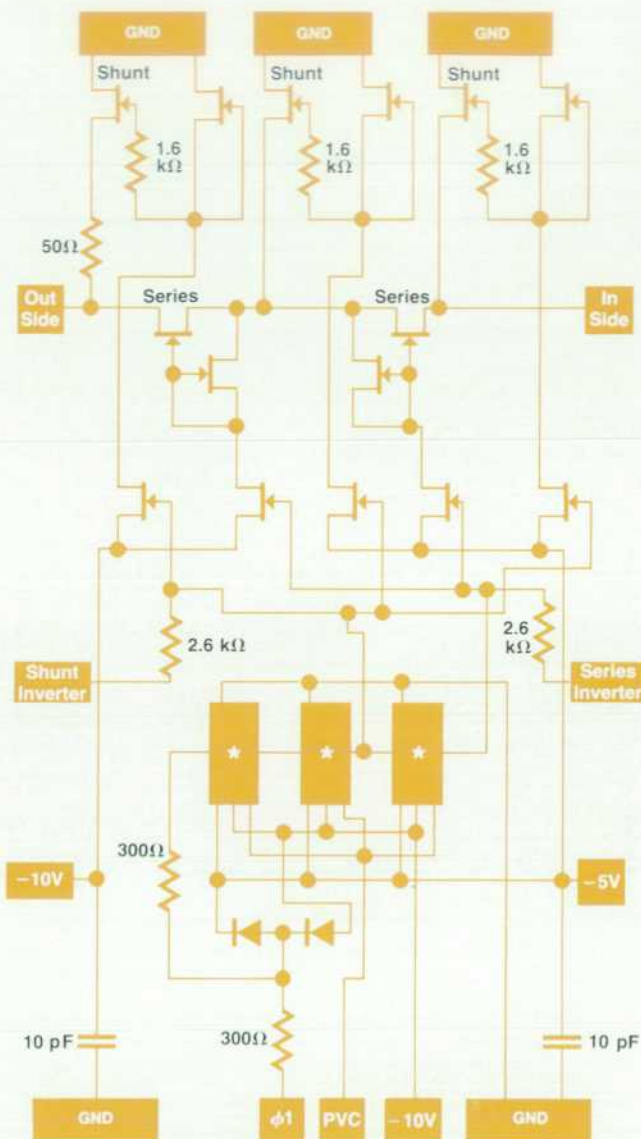 GND GND GND
Shunt Shunt Shunt
1.6 kΩ 1.6 kΩ 1.6 kΩ
50Ω
Out Side
Series Series
In Side
2.6 kΩ 2.6 kΩ
Shunt Inverter
Series Inverter
★ ★ ★
300Ω
−10V
−5V
10 pF
300Ω
10 pF
GND ϕ1 PVC −10V GND